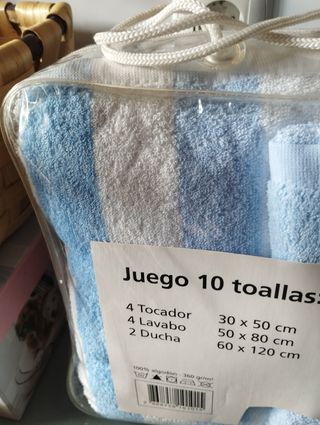 Juego 10 toallas:
4 Tocador 30 x 50 cm
4 Lavabo 50 x 80 cm
2 Ducha 60 x 120 cm
100% algodón - 360 gr/m²